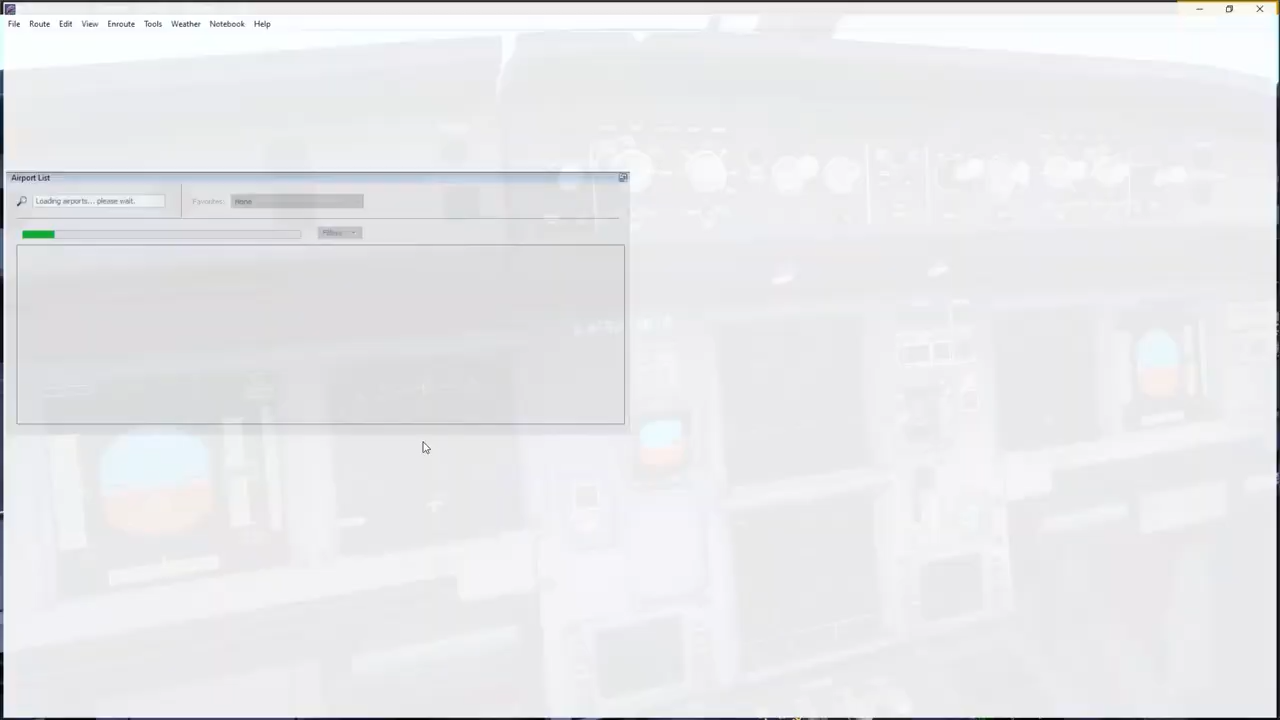 File Route Edit View Enroute Tools Weather Notebook Help
Airport List
Loading airports... please wait. Favorites: None
Filters